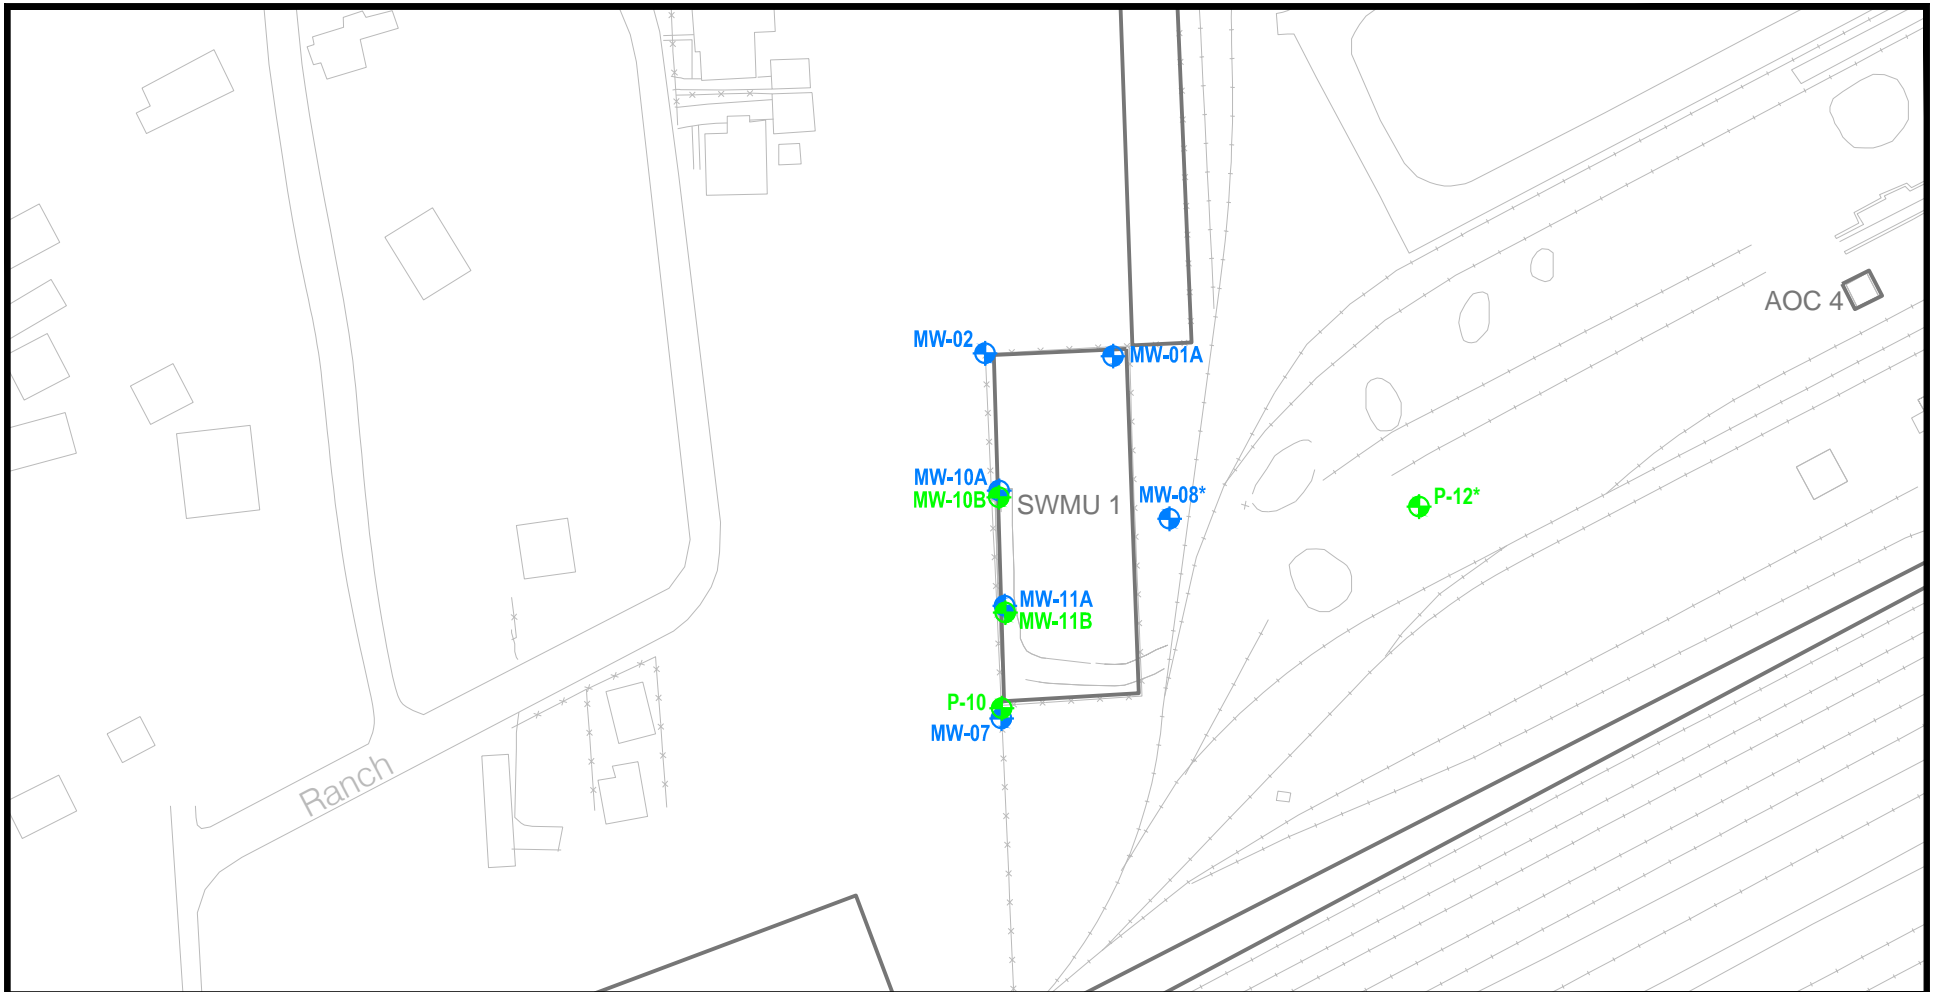 AOC 4
MW-02
MW-01A
MW-10A
MW-10B
SWMU 1
MW-08*
P-12*
MW-11A
MW-11B
P-10
MW-07
Ranch